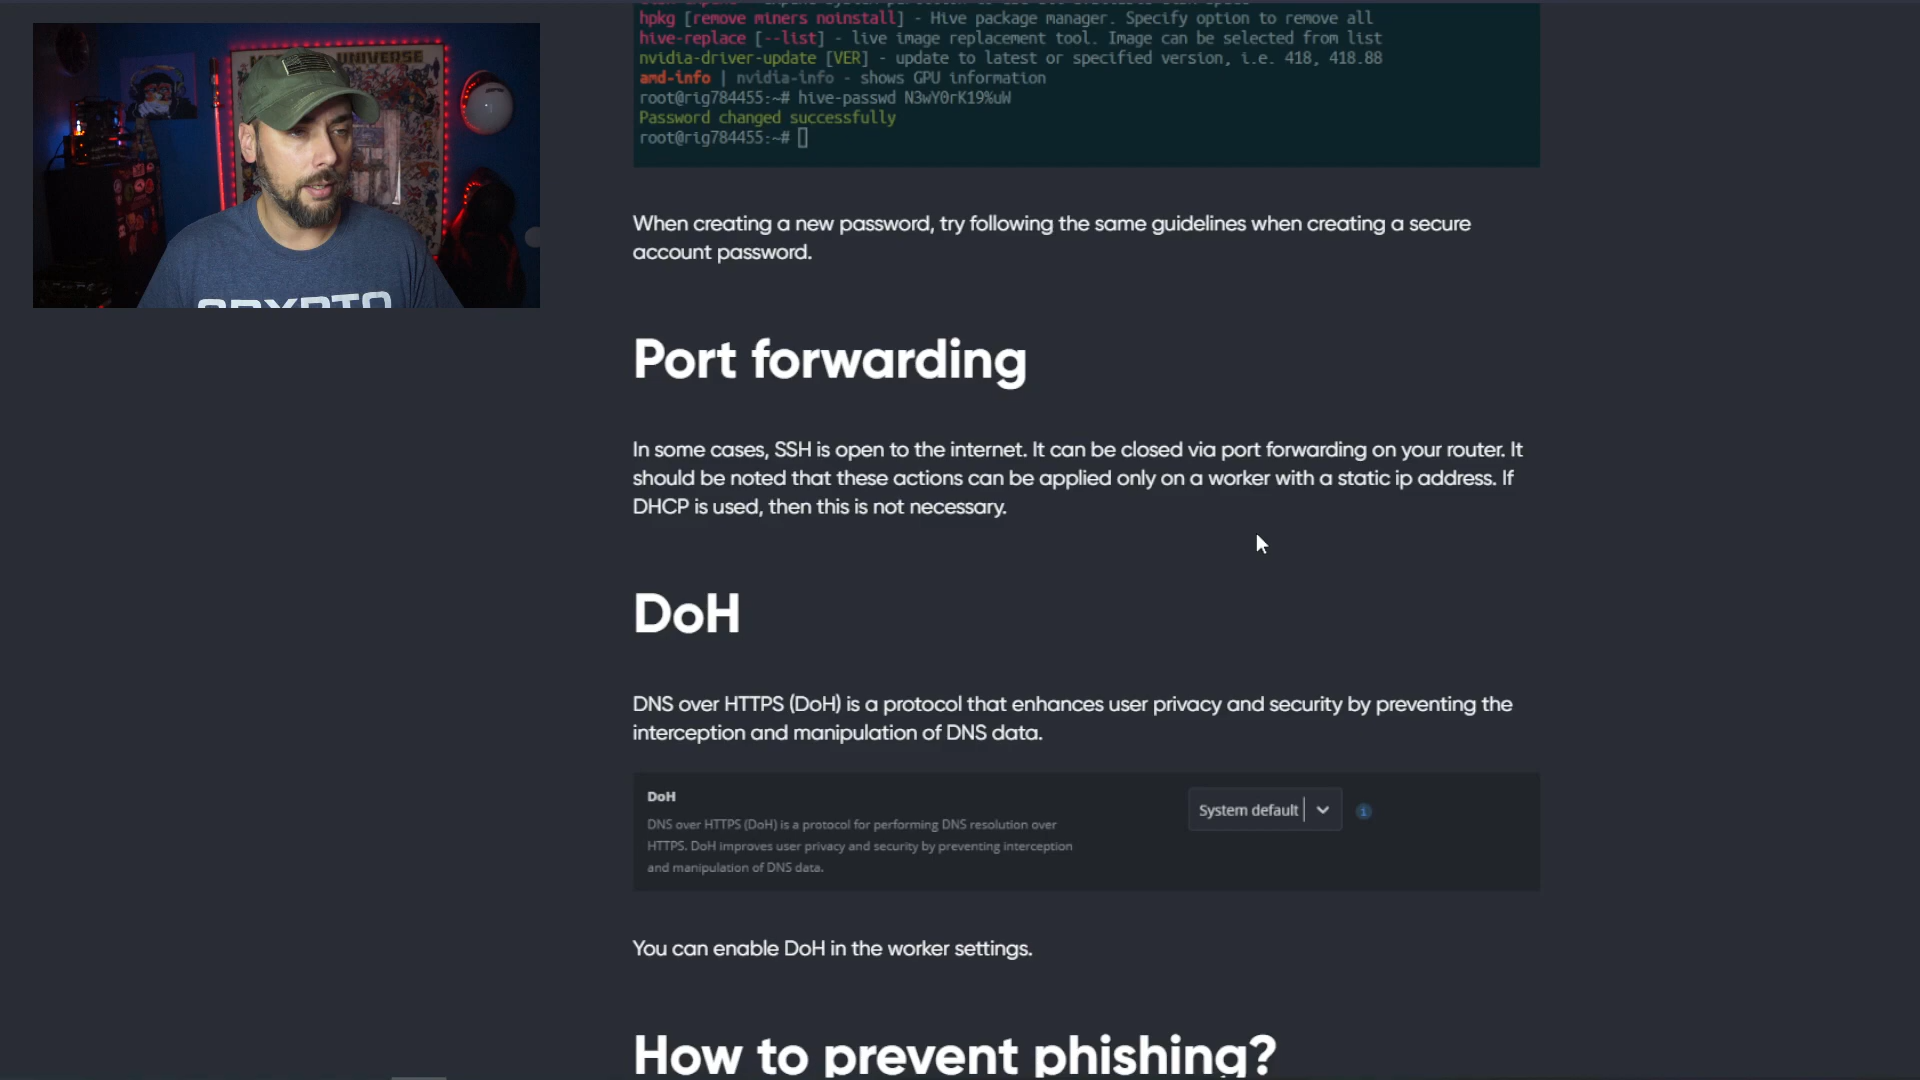 hpkg [remove miners noinstall] - Hive package manager. Specify option to remove all
hive-replace [--list] - live image replacement tool. Image can be selected from list
nvidia-driver-update [VER] - update to latest or specified version, i.e. 418, 418.88
amd-info | nvidia-info - shows GPU information
root@rig784455:~# hive-passwd N3wY0rK19%uW
Password changed successfully
root@rig784455:~#
UNIVERSE
CRYPTO
When creating a new password, try following the same guidelines when creating a secure
account password.
Port forwarding
In some cases, SSH is open to the internet. It can be closed via port forwarding on your router. It
should be noted that these actions can be applied only on a worker with a static ip address. If
DHCP is used, then this is not necessary.
DoH
DNS over HTTPS (DoH) is a protocol that enhances user privacy and security by preventing the
interception and manipulation of DNS data.
DoH
System default
DNS over HTTPS (DoH) is a protocol for performing DNS resolution over
HTTPS. DoH improves user privacy and security by preventing interception
and manipulation of DNS data.
You can enable DoH in the worker settings.
How to prevent phishing?